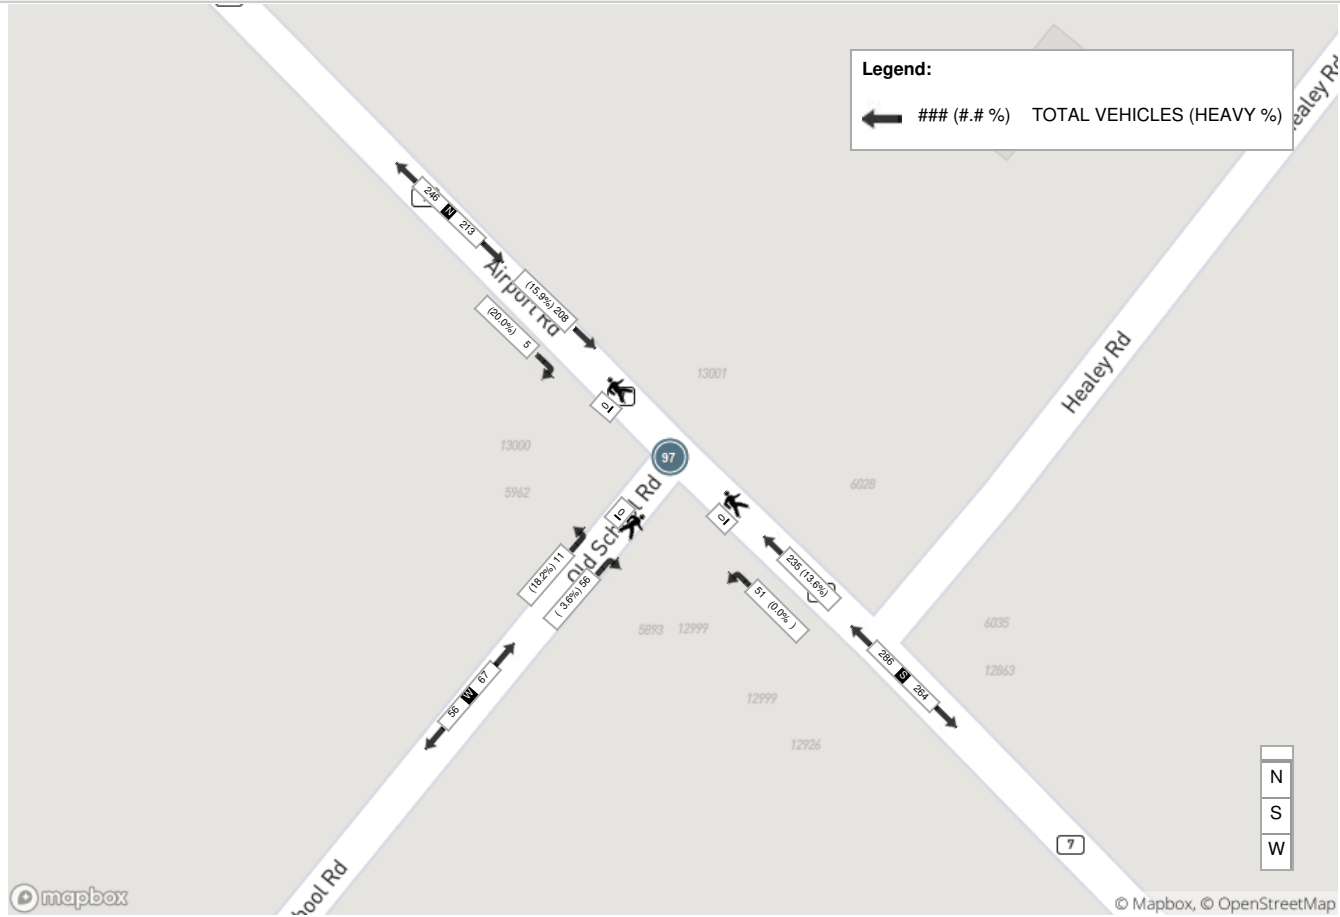 Legend:
### (#.# %) TOTAL VEHICLES (HEAVY %)
Healey Rd
246 N 213
Airport Rd
(15.9%) 208
(20.0%) 5
13001
0
97
13000
5962
6028
Healey Rd
0
0
Old School Rd
(18.2%) 11
( 3.6%) 56
235 (13.6%)
51 (0.0% )
5893 12999
6035
286 S 264
12863
56 W 67
12999
12926
N
S
W
7
hool Rd
mapbox
© Mapbox, © OpenStreetMap